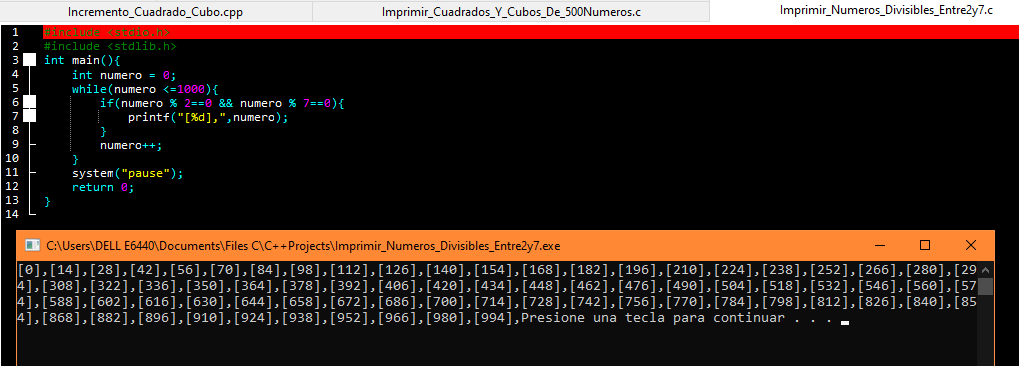 Incremento_Cuadrado_Cubo.cpp Imprimir_Cuadrados_Y_Cubos_De_500Numeros.c Imprimir_Numeros_Divisibles_Entre2y7.c
1 #include <stdio.h>
2 #include <stdlib.h>
3 int main(){
4 int numero = 0;
5 while(numero <=1000){
6 if(numero % 2==0 && numero % 7==0){
7 printf("[%d],",numero);
8 }
9 numero++;
10 }
11 system("pause");
12 return 0;
13 }
14
C:\Users\DELL E6440\Documents\Files C\C++Projects\Imprimir_Numeros_Divisibles_Entre2y7.exe
[0],[14],[28],[42],[56],[70],[84],[98],[112],[126],[140],[154],[168],[182],[196],[210],[224],[238],[252],[266],[280],[29
4],[308],[322],[336],[350],[364],[378],[392],[406],[420],[434],[448],[462],[476],[490],[504],[518],[532],[546],[560],[57
4],[588],[602],[616],[630],[644],[658],[672],[686],[700],[714],[728],[742],[756],[770],[784],[798],[812],[826],[840],[85
4],[868],[882],[896],[910],[924],[938],[952],[966],[980],[994],Presione una tecla para continuar . . .